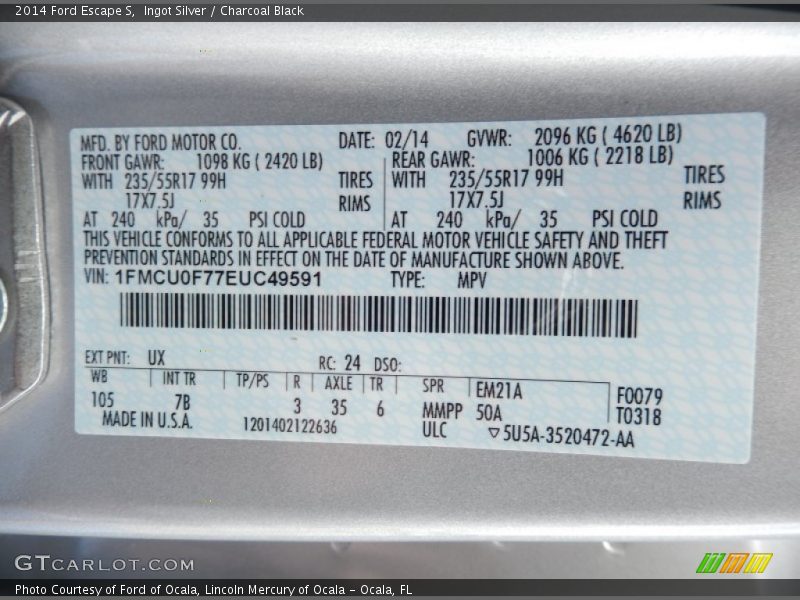 2014 Ford Escape S,  Ingot Silver / Charcoal Black
MFD. BY FORD MOTOR CO. DATE: 02/14 GVWR: 2096 KG ( 4620 LB)
FRONT GAWR: 1098 KG ( 2420 LB) REAR GAWR: 1006 KG ( 2218 LB)
WITH 235/55R17 99H TIRES WITH 235/55R17 99H TIRES
17X7.5J RIMS 17X7.5J RIMS
AT 240 kPa/ 35 PSI COLD AT 240 kPa/ 35 PSI COLD
THIS VEHICLE CONFORMS TO ALL APPLICABLE FEDERAL MOTOR VEHICLE SAFETY AND THEFT
PREVENTION STANDARDS IN EFFECT ON THE DATE OF MANUFACTURE SHOWN ABOVE.
VIN: 1FMCU0F77EUC49591 TYPE: MPV
EXT PNT: UX RC: 24 DSO:
WB INT TR TP/PS R AXLE TR SPR EM21A F0079
105 7B 3 35 6 MMPP 50A T0318
MADE IN U.S.A. 1201402122636 ULC ▽5U5A-3520472-AA
GTCARLOT.COM
Photo Courtesy of Ford of Ocala, Lincoln Mercury of Ocala – Ocala, FL